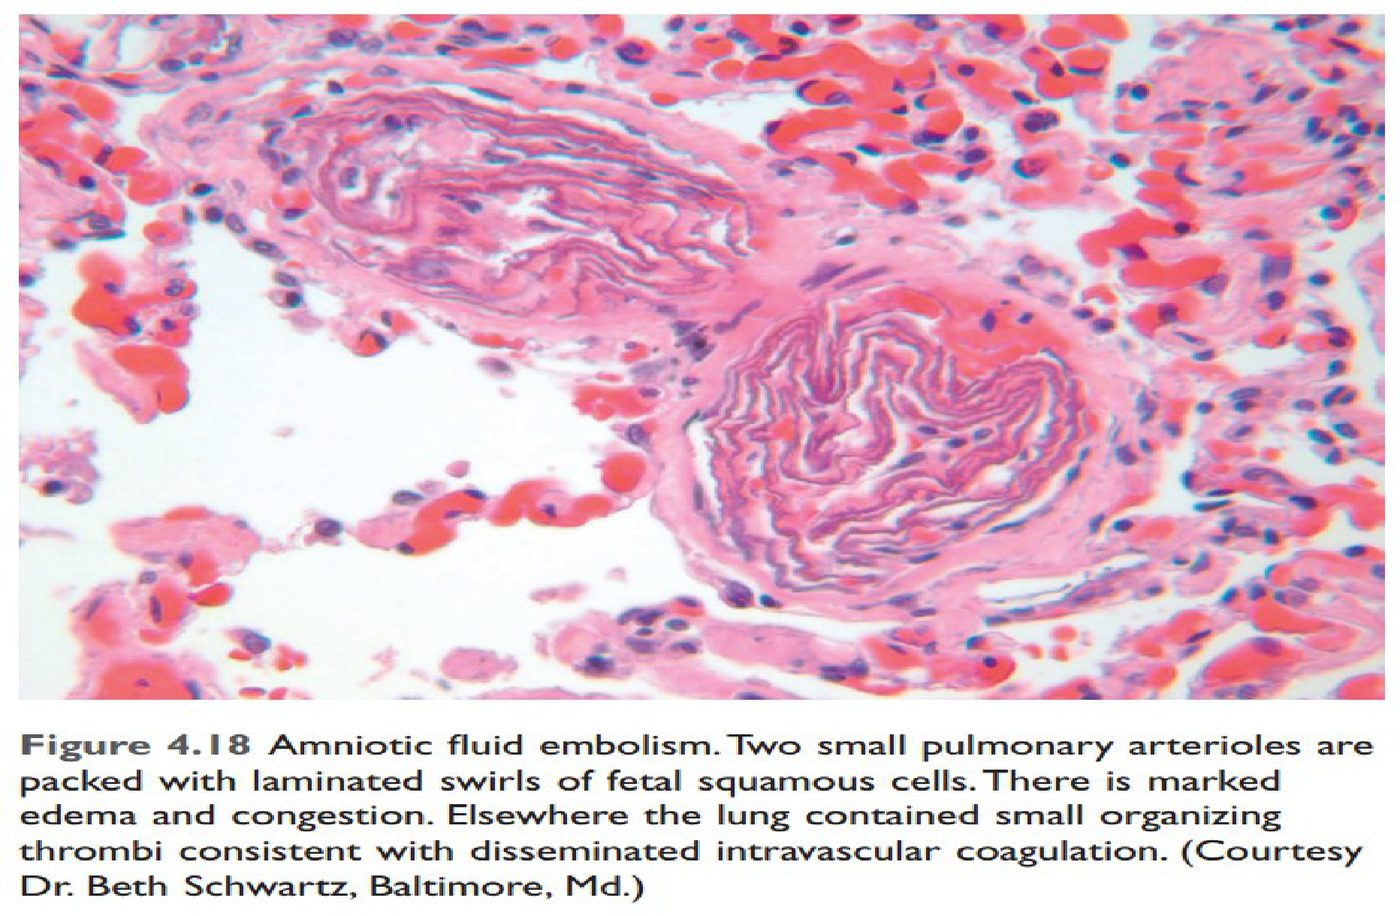 Figure 4.18 Amniotic fluid embolism. Two small pulmonary arterioles are
packed with laminated swirls of fetal squamous cells. There is marked
edema and congestion. Elsewhere the lung contained small organizing
thrombi consistent with disseminated intravascular coagulation. (Courtesy
Dr. Beth Schwartz, Baltimore, Md.)